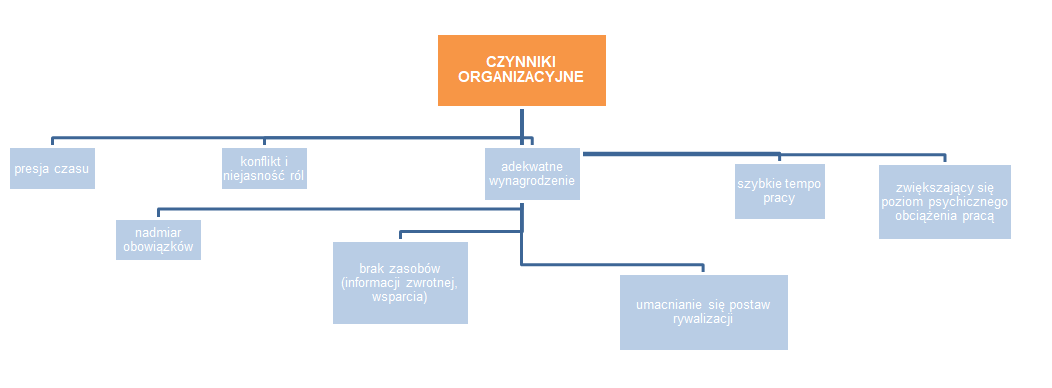 CZYNNIKI
ORGANIZACYJNE
presja czasu
konflikt i
niejasność ról
adekwatne
wynagrodzenie
szybkie tempo
pracy
zwiększający się
poziom psychicznego
obciążenia pracą
nadmiar
obowiązków
brak zasobów
(informacji zwrotnej,
wsparcia)
umacnianie się postaw
rywalizacji